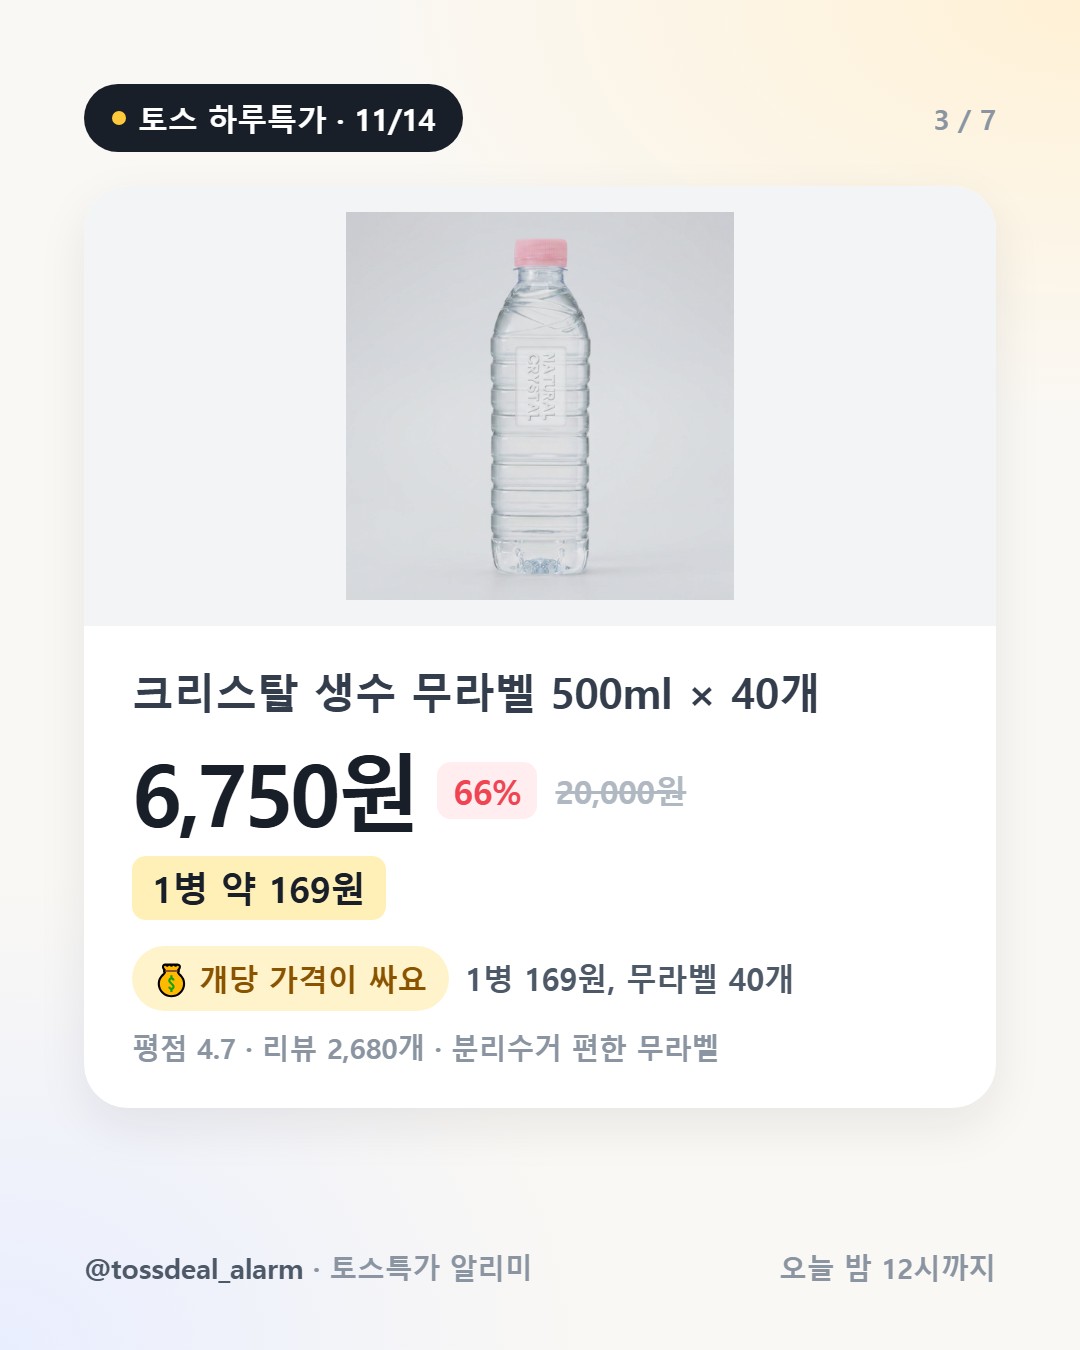 토스 하루특가 · 11/14
3 / 7
NATURAL
CRYSTAL
크리스탈 생수 무라벨 500ml × 40개
6,750원 66% 20,000원
1병 약 169원
개당 가격이 싸요 1병 169원, 무라벨 40개
평점 4.7 · 리뷰 2,680개 · 분리수거 편한 무라벨
@tossdeal_alarm · 토스특가 알리미
오늘 밤 12시까지